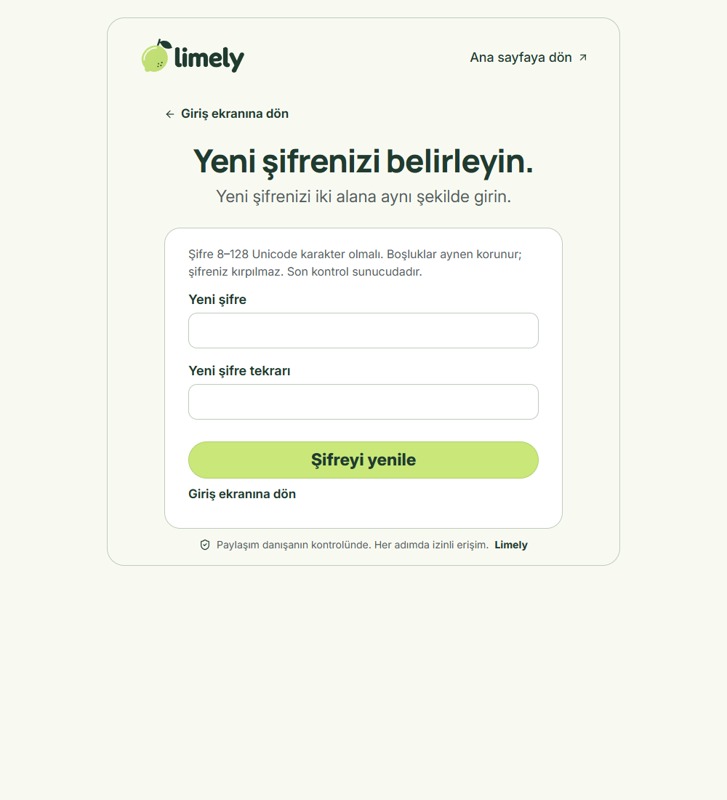 limely
Ana sayfaya dön
Giriş ekranına dön
Yeni şifrenizi belirleyin.
Yeni şifrenizi iki alana aynı şekilde girin.
Şifre 8–128 Unicode karakter olmalı. Boşluklar aynen korunur;
şifreniz kırpılmaz. Son kontrol sunucudadır.
Yeni şifre
Yeni şifre tekrarı
Şifreyi yenile
Giriş ekranına dön
Paylaşım danışanın kontrolünde. Her adımda izinli erişim. Limely